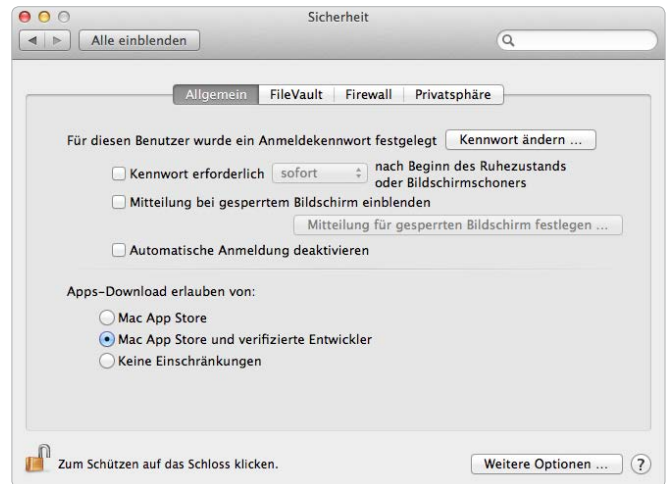 Sicherheit
Alle einblenden
Allgemein FileVault Firewall Privatsphäre
Für diesen Benutzer wurde ein Anmeldekennwort festgelegt Kennwort ändern ...
Kennwort erforderlich sofort nach Beginn des Ruhezustands
oder Bildschirmschoners
Mitteilung bei gesperrtem Bildschirm einblenden
Mitteilung für gesperrten Bildschirm festlegen ...
Automatische Anmeldung deaktivieren
Apps-Download erlauben von:
Mac App Store
Mac App Store und verifizierte Entwickler
Keine Einschränkungen
Zum Schützen auf das Schloss klicken. Weitere Optionen ... ?